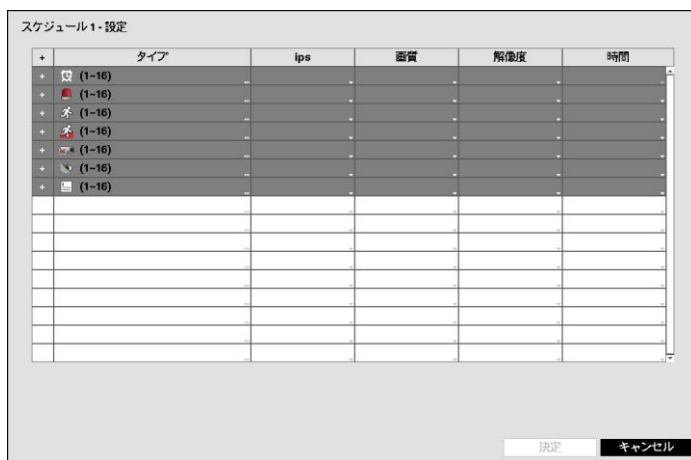 スケジュール 1 - 設定
+ タイプ ips 画質 解像度 時間
+ (1~16)
+ (1~16)
+ (1~16)
+ (1~16)
+ (1~16)
+ (1~16)
+ (1~16)
決定 キャンセル